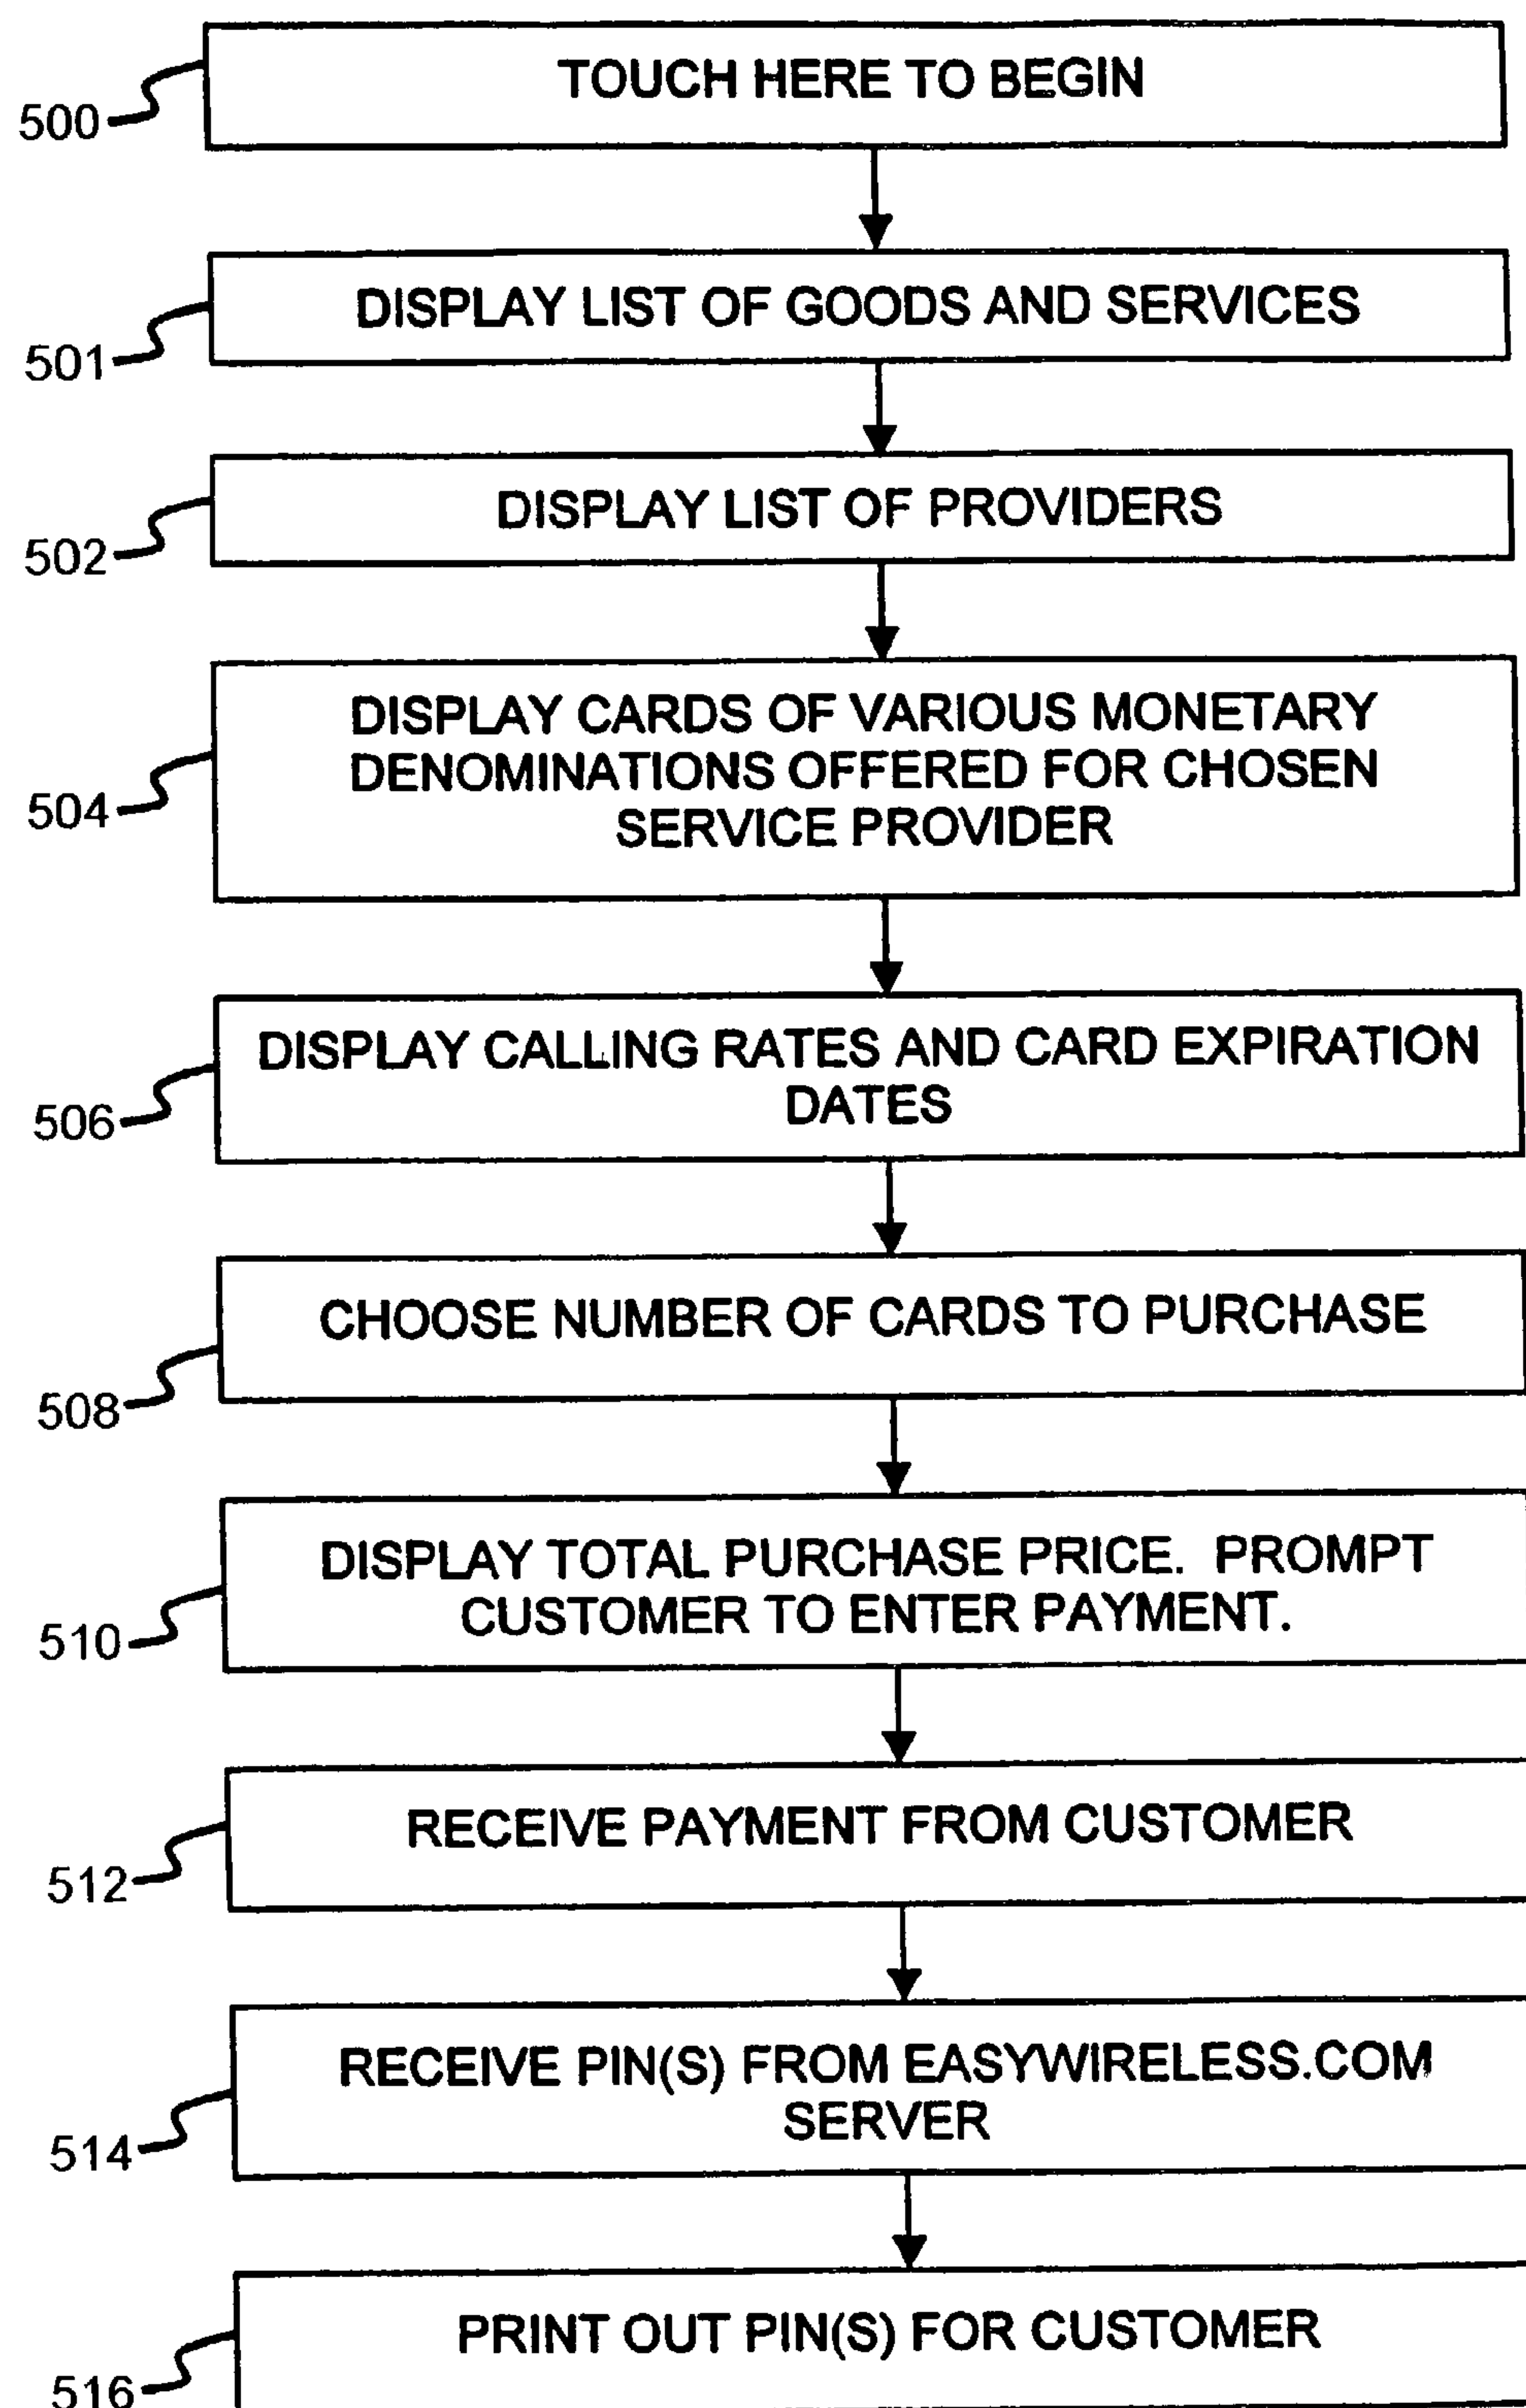 TOUCH HERE TO BEGIN
500
DISPLAY LIST OF GOODS AND SERVICES
501
DISPLAY LIST OF PROVIDERS
502
DISPLAY CARDS OF VARIOUS MONETARY
DENOMINATIONS OFFERED FOR CHOSEN
SERVICE PROVIDER
504
DISPLAY CALLING RATES AND CARD EXPIRATION
DATES
506
CHOOSE NUMBER OF CARDS TO PURCHASE
508
DISPLAY TOTAL PURCHASE PRICE. PROMPT
CUSTOMER TO ENTER PAYMENT.
510
RECEIVE PAYMENT FROM CUSTOMER
512
RECEIVE PIN(S) FROM EASYWIRELESS.COM
SERVER
514
PRINT OUT PIN(S) FOR CUSTOMER
516